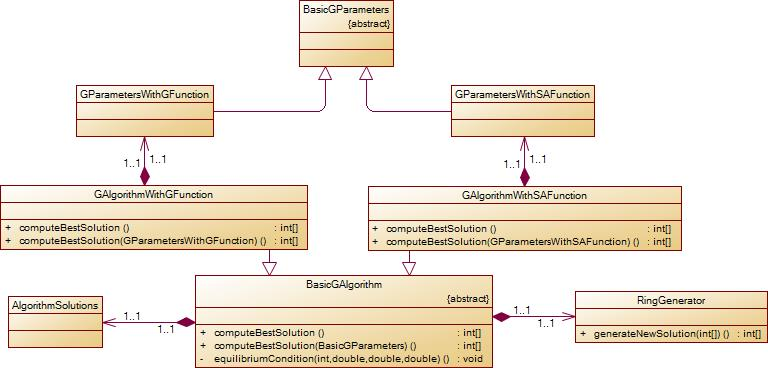 BasicGParameters
{abstract}
GParametersWithGFunction
GParametersWithSAFunction
1..1
1..1
1..1
1..1
GAlgorithmWithGFunction
+ computeBestSolution () : int[]
+ computeBestSolution(GParametersWithGFunction) () : int[]
GAlgorithmWithSAFunction
+ computeBestSolution () : int[]
+ computeBestSolution(GParametersWithSAFunction) () : int[]
BasicGAlgorithm
{abstract}
+ computeBestSolution () : int[]
+ computeBestSolution(BasicGParameters) () : int[]
- equilibriumCondition(int,double,double,double) () : void
AlgorithmSolutions
1..1
1..1
1..1
1..1
RingGenerator
+ generateNewSolution(int[]) () : int[]